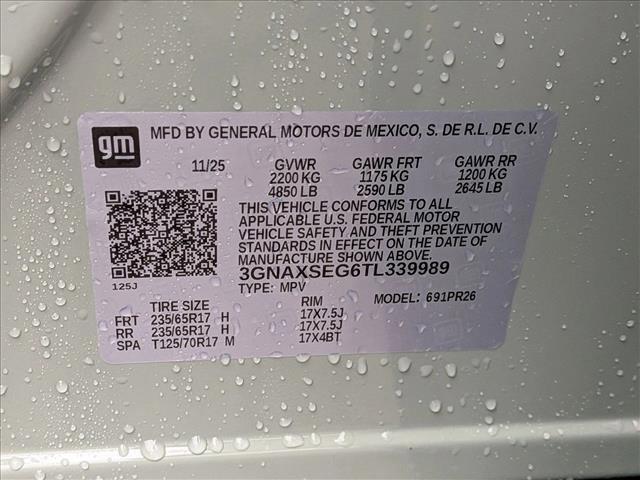 gm MFD BY GENERAL MOTORS DE MEXICO, S. DE R.L. DE C.V.
11/25 GVWR GAWR FRT GAWR RR
2200 KG 1175 KG 1200 KG
4850 LB 2590 LB 2645 LB
THIS VEHICLE CONFORMS TO ALL
APPLICABLE U.S. FEDERAL MOTOR
VEHICLE SAFETY AND THEFT PREVENTION
STANDARDS IN EFFECT ON THE DATE OF
MANUFACTURE SHOWN ABOVE.
3GNAXSEG6TL339989
125J TYPE: MPV MODEL: 691PR26
TIRE SIZE RIM
FRT 235/65R17 H 17X7.5J
RR 235/65R17 H 17X7.5J
SPA T125/70R17 M 17X4BT